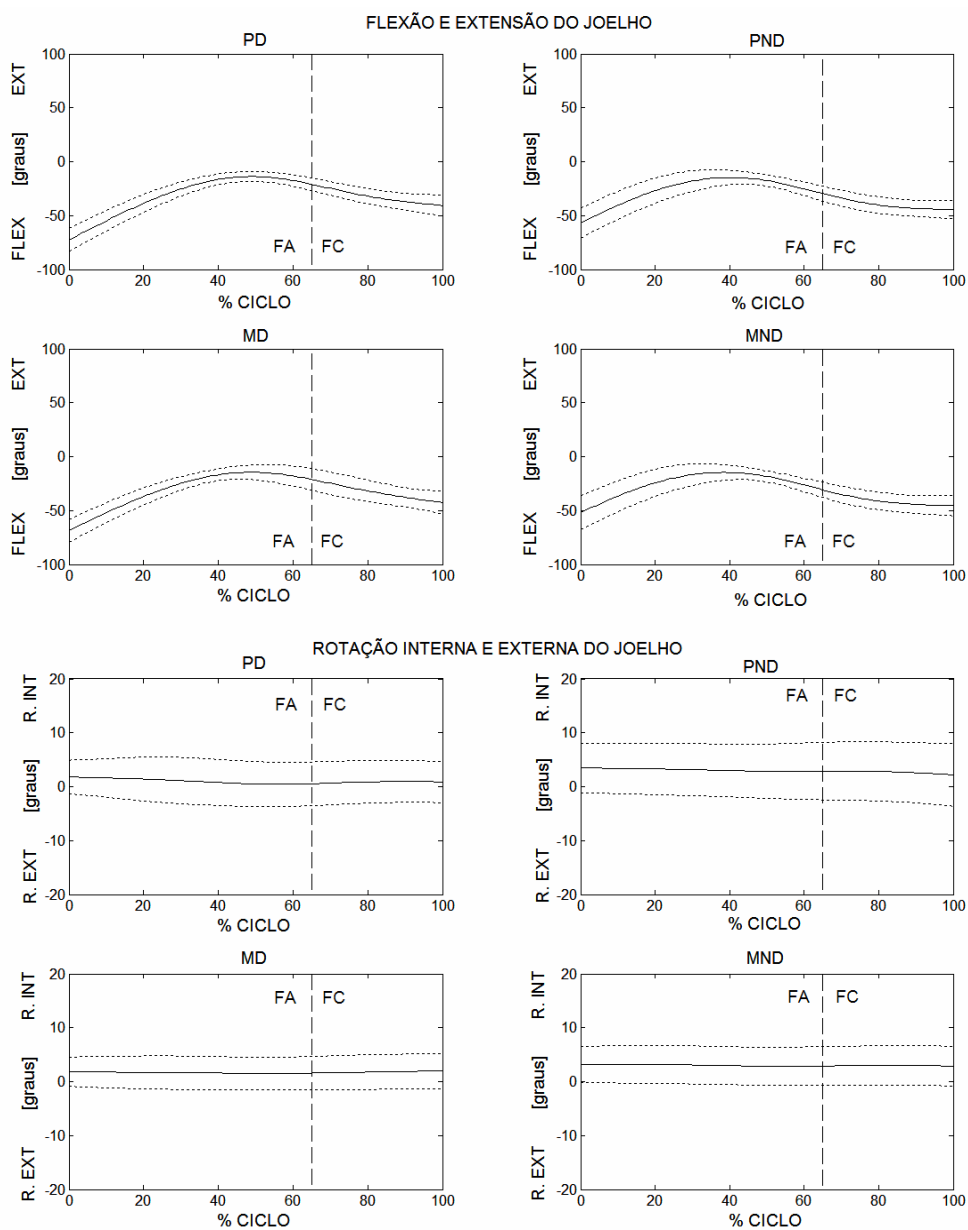 FLEXÃO E EXTENSÃO DO JOELHO
PD
PND
FLEX [graus] EXT
100
50
0
-50
-100
FA FC
0 20 40 60 80 100
% CICLO
FLEX [graus] EXT
100
50
0
-50
-100
FA FC
0 20 40 60 80 100
% CICLO
MD
MND
FLEX [graus] EXT
100
50
0
-50
-100
FA FC
0 20 40 60 80 100
% CICLO
FLEX [graus] EXT
100
50
0
-50
-100
FA FC
0 20 40 60 80 100
% CICLO
ROTAÇÃO INTERNA E EXTERNA DO JOELHO
PD
PND
R. EXT [graus] R. INT
20
10
0
-10
-20
FA FC
0 20 40 60 80 100
% CICLO
R. EXT [graus] R. INT
20
10
0
-10
-20
FA FC
0 20 40 60 80 100
% CICLO
MD
MND
R. EXT [graus] R. INT
20
10
0
-10
-20
FA FC
0 20 40 60 80 100
% CICLO
R. EXT [graus] R. INT
20
10
0
-10
-20
FA FC
0 20 40 60 80 100
% CICLO